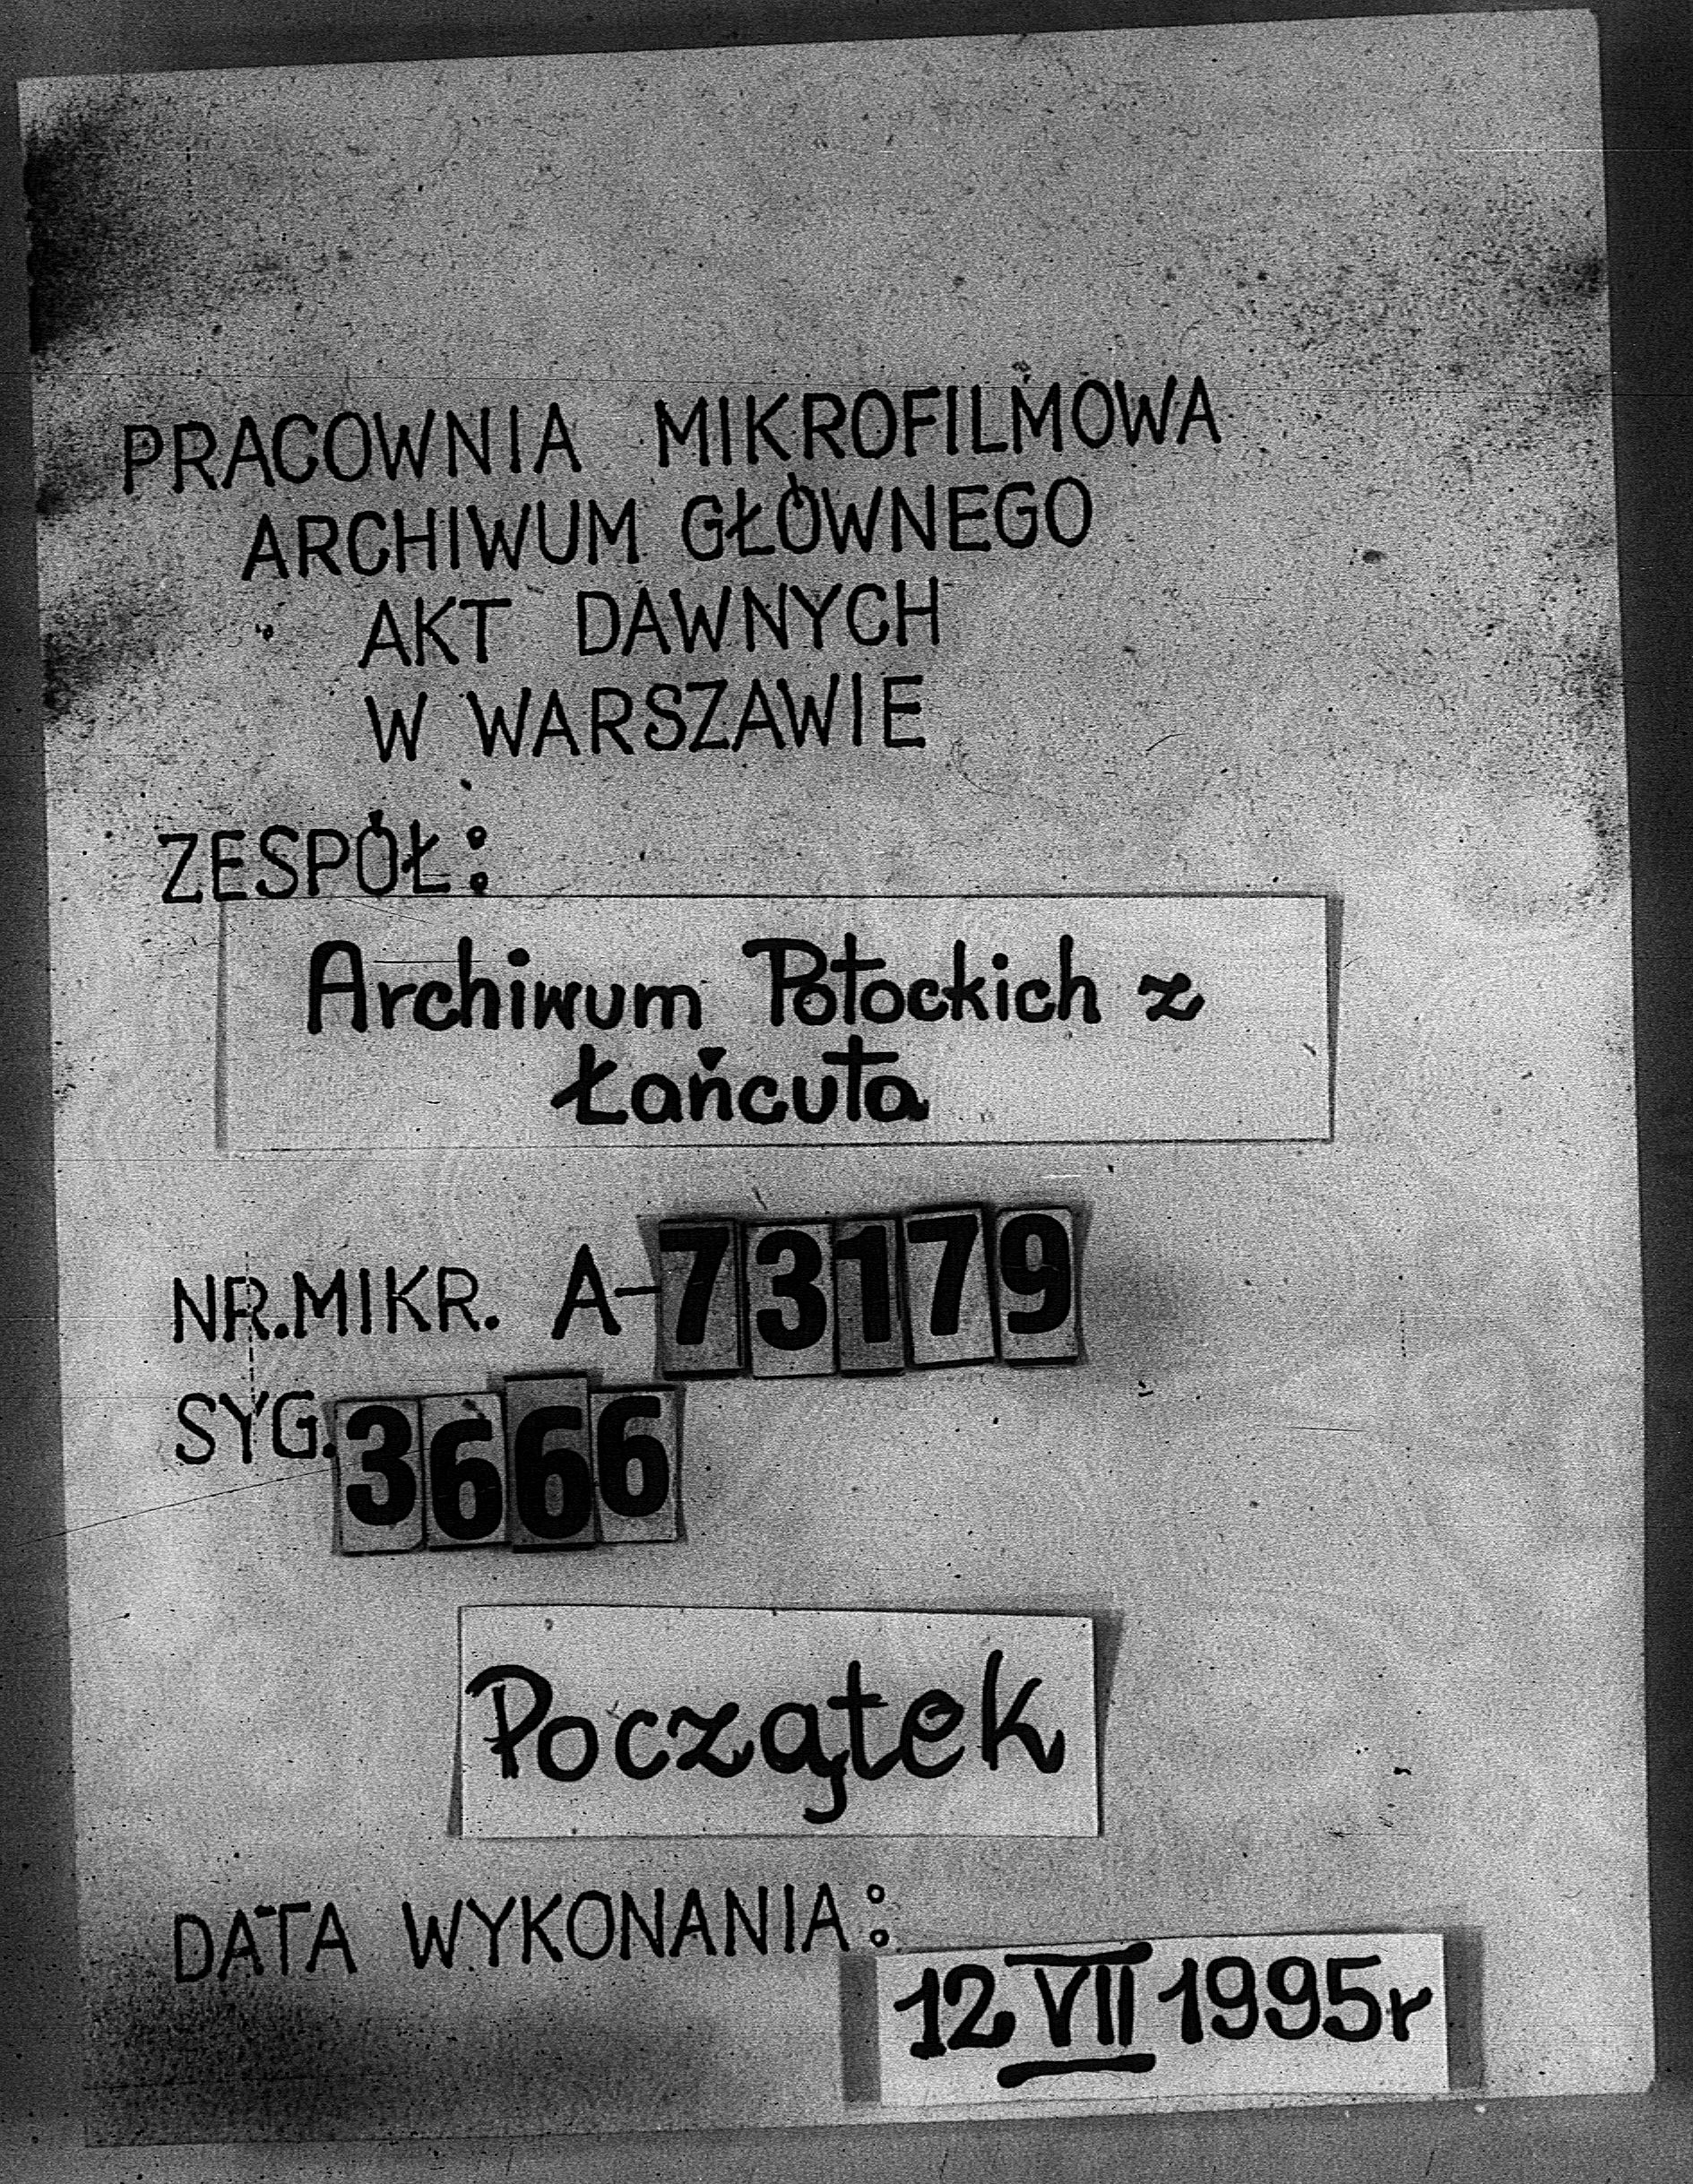 PRACOWNIA MIKROFILMOWA
ARCHIWUM GŁÓWNEGO
AKT DAWNYCH
W WARSZAWIE
ZESPÓŁ:
Archiwum Potockich z
Łańcuta
NR.MIKR. A-73179
SYG. 3666
Początek
DATA WYKONANIA:
12 VII 1995r